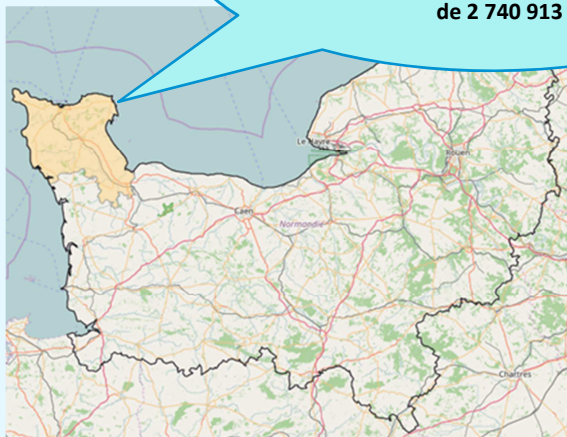 de 2 740 913
Le Havre
Rouen
Caen
Normandie
Chartres